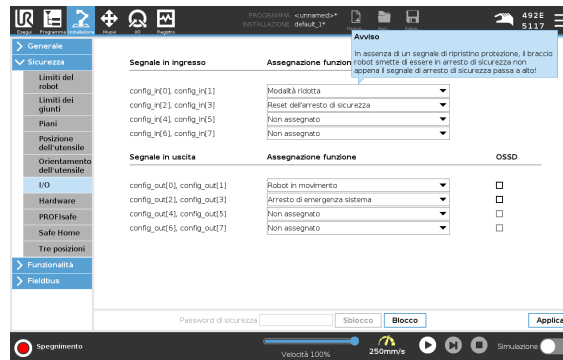 PROGRAMMA <unnamed>*
INSTALLAZIONE default_1*
492E
5117
Esegui Programma Installazione Muovi I/O Registro
Avviso
In assenza di un segnale di ripristino protezione, il braccio
robot smette di essere in arresto di sicurezza non
appena il segnale di arresto di sicurezza passa a alto!
Generale
Sicurezza
Limiti del
robot
Limiti dei
giunti
Piani
Posizione
dell'utensile
Orientamento
dell'utensile
I/O
Hardware
PROFIsafe
Safe Home
Tre posizioni
Funzionalità
Fieldbus
Segnale in ingresso Assegnazione funzione
config_in[0], config_in[1] Modalità ridotta
config_in[2], config_in[3] Reset dell'arresto di sicurezza
config_in[4], config_in[5] Non assegnato
config_in[6], config_in[7] Non assegnato
Segnale in uscita Assegnazione funzione OSSD
config_out[0], config_out[1] Robot in movimento
config_out[2], config_out[3] Arresto di emergenza sistema
config_out[4], config_out[5] Non assegnato
config_out[6], config_out[7] Non assegnato
Password di sicurezza Sblocco Blocco Applica
Spegnimento Velocità 100% 250mm/s Simulazione